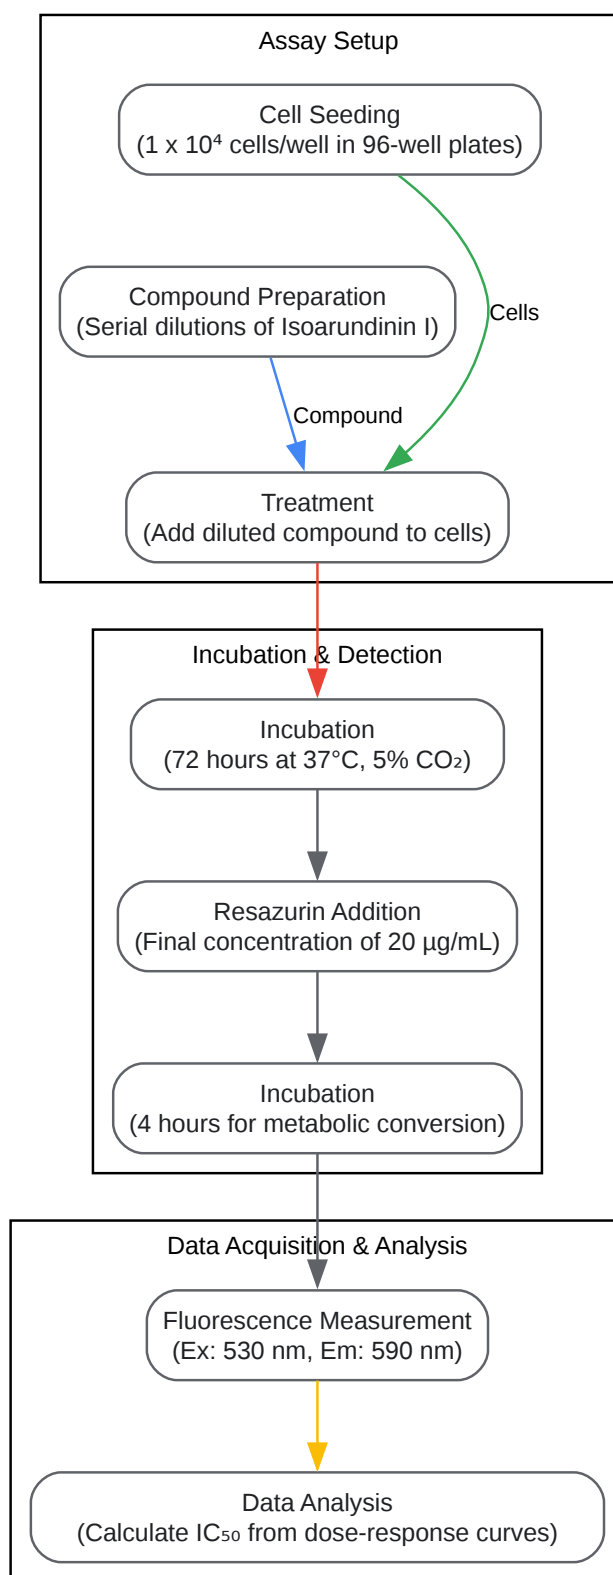 Assay Setup
Cell Seeding
(1 x 10⁴ cells/well in 96-well plates)
Compound Preparation
(Serial dilutions of Isoarundinin I)
Cells
Compound
Treatment
(Add diluted compound to cells)
Incubation & Detection
Incubation
(72 hours at 37°C, 5% CO₂)
Resazurin Addition
(Final concentration of 20 µg/mL)
Incubation
(4 hours for metabolic conversion)
Data Acquisition & Analysis
Fluorescence Measurement
(Ex: 530 nm, Em: 590 nm)
Data Analysis
(Calculate IC₅₀ from dose-response curves)